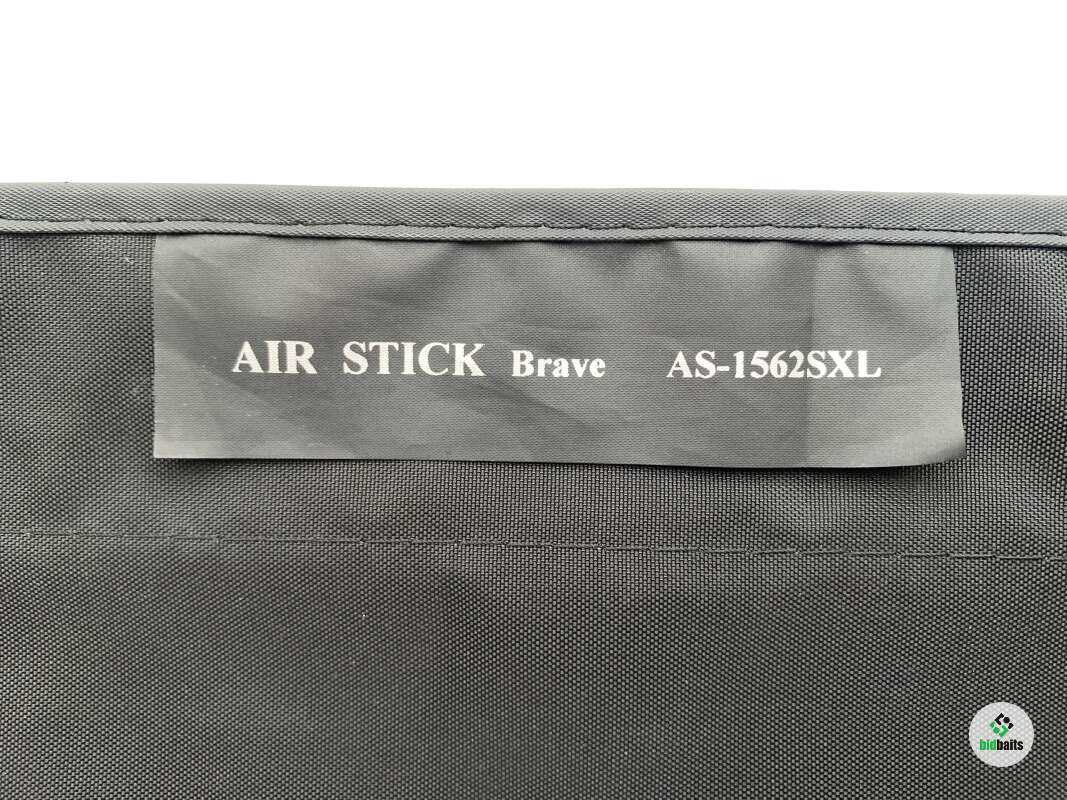 AIR STICK Brave AS-1562SXL
bidbaits